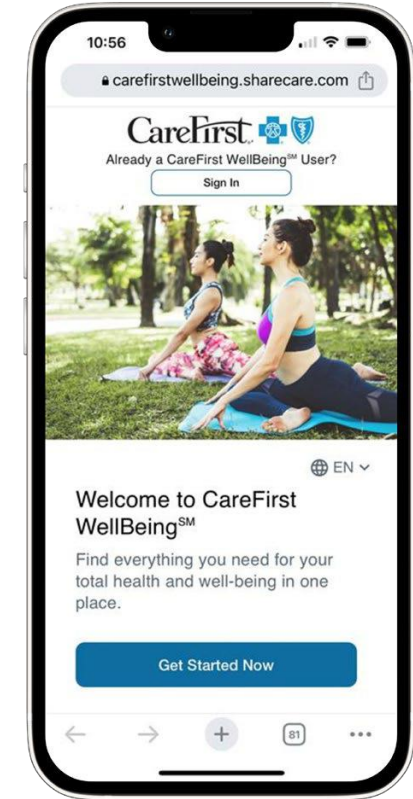 10:56
carefirstwellbeing.sharecare.com
CareFirst
Already a CareFirst WellBeing℠ User?
Sign In
EN
Welcome to CareFirst
WellBeing℠
Find everything you need for your
total health and well-being in one
place.
Get Started Now
81